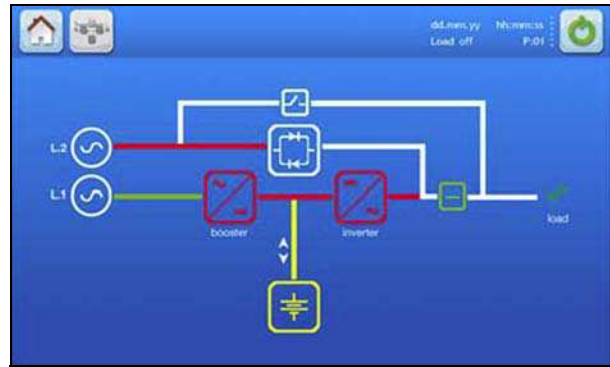 dd.mm.yy hh:mm:ss
Load off P:01
L2
L1
booster
inverter
load